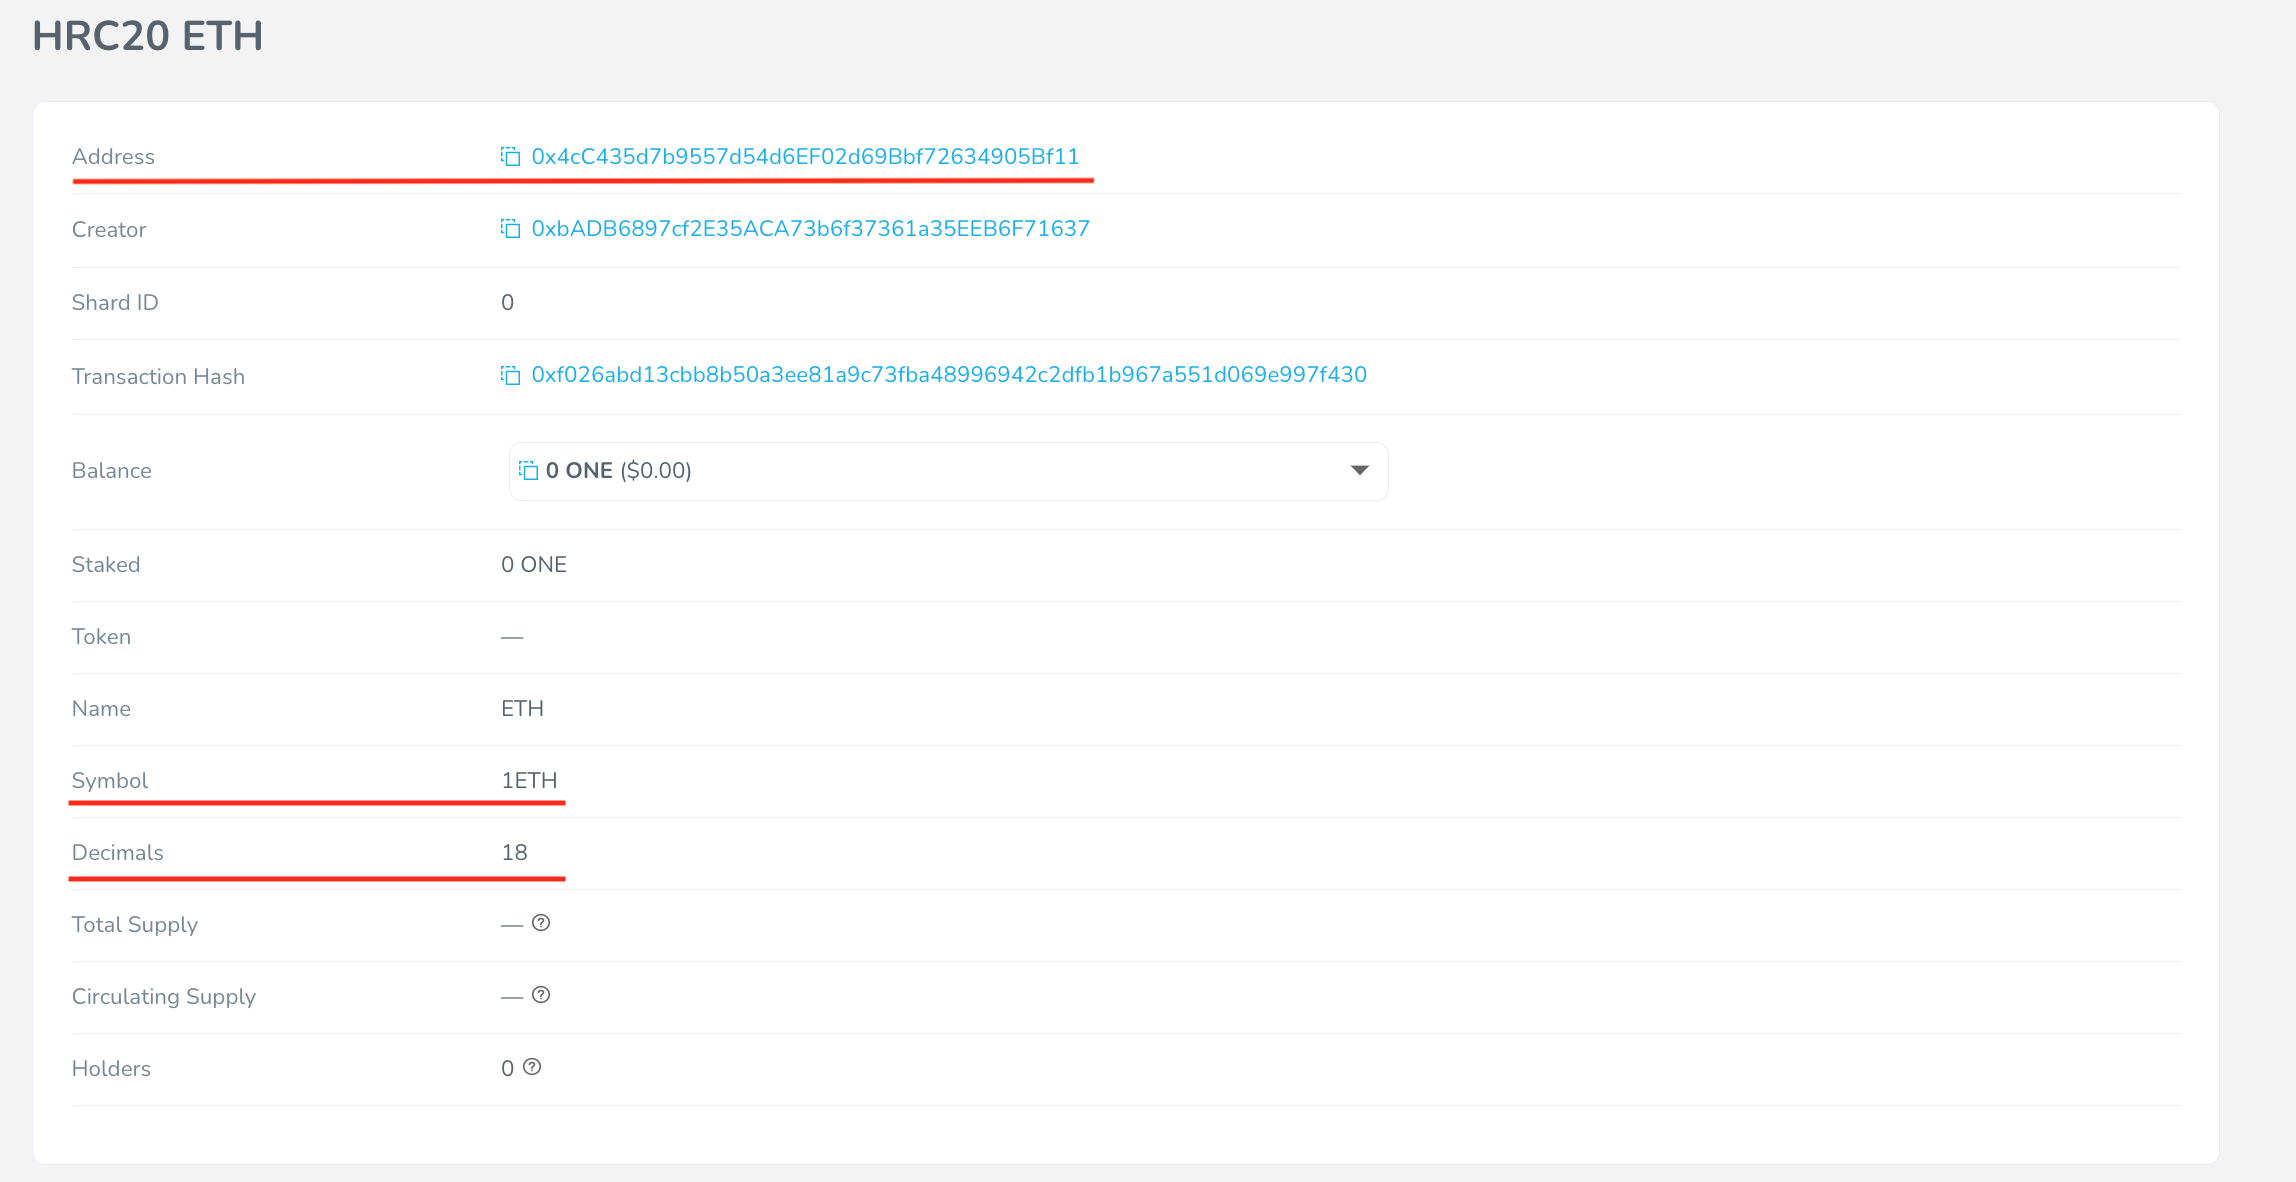 HRC20 ETH
Address 0x4cC435d7b9557d54d6EF02d69Bbf72634905Bf11
Creator 0xbADB6897cf2E35ACA73b6f37361a35EEB6F71637
Shard ID 0
Transaction Hash 0xf026abd13cbb8b50a3ee81a9c73fba48996942c2dfb1b967a551d069e997f430
Balance 0 ONE ($0.00)
Staked 0 ONE
Token —
Name ETH
Symbol 1ETH
Decimals 18
Total Supply — ?
Circulating Supply — ?
Holders 0 ?